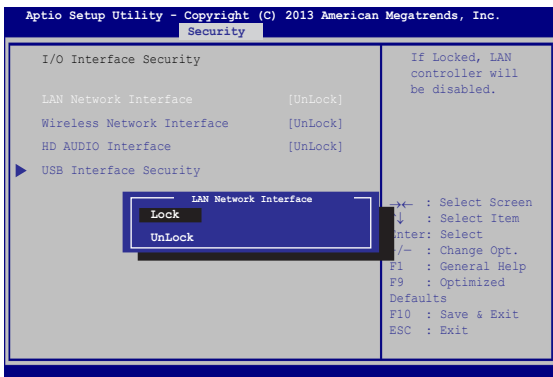 Aptio Setup Utility - Copyright (C) 2013 American Megatrends, Inc.
Security
I/O Interface Security
LAN Network Interface [UnLock]
Wireless Network Interface [UnLock]
HD AUDIO Interface [UnLock]
USB Interface Security
If Locked, LAN
controller will
be disabled.
LAN Network Interface
Lock
UnLock
→← : Select Screen
↓ : Select Item
nter: Select
/— : Change Opt.
F1 : General Help
F9 : Optimized
Defaults
F10 : Save & Exit
ESC : Exit